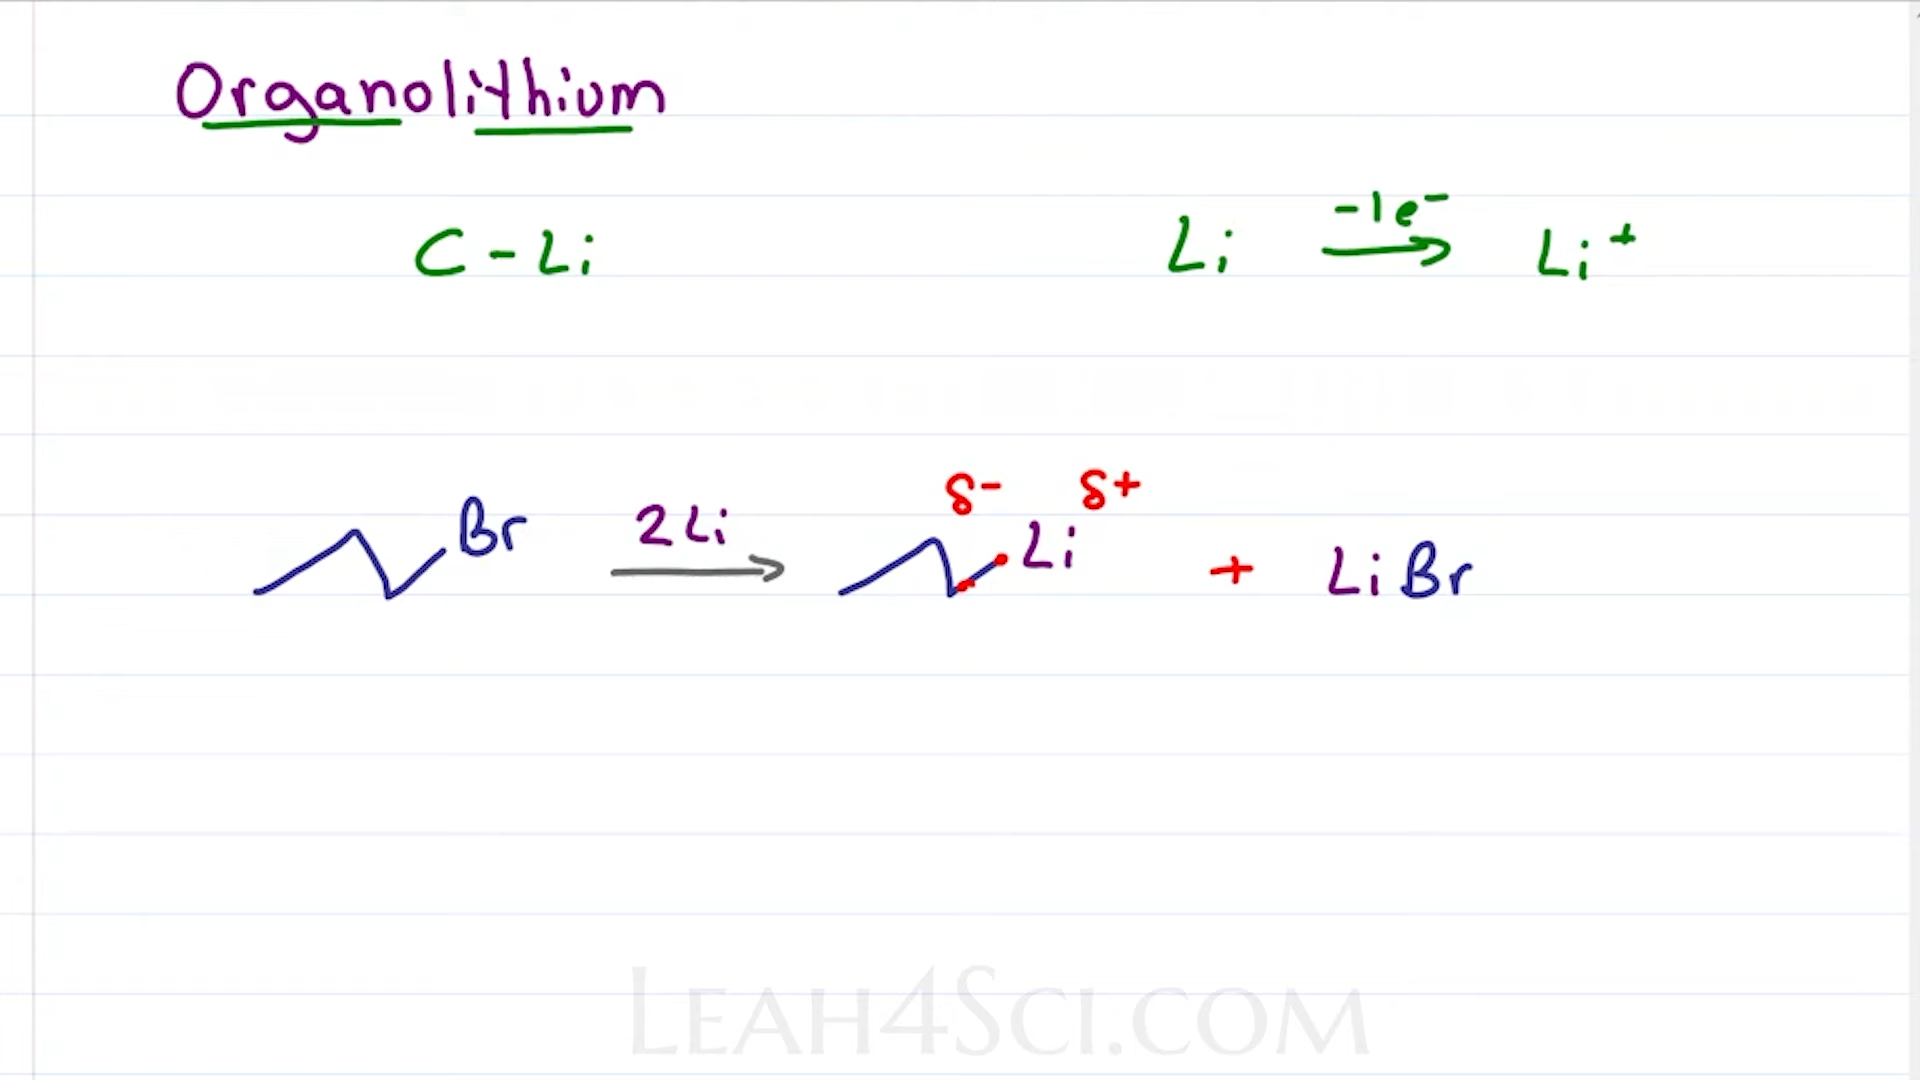 Organolithium
C - Li
Li -1e⁻ → Li⁺
Br 2Li → δ- δ+ Li + LiBr
LEAH4SCI.COM